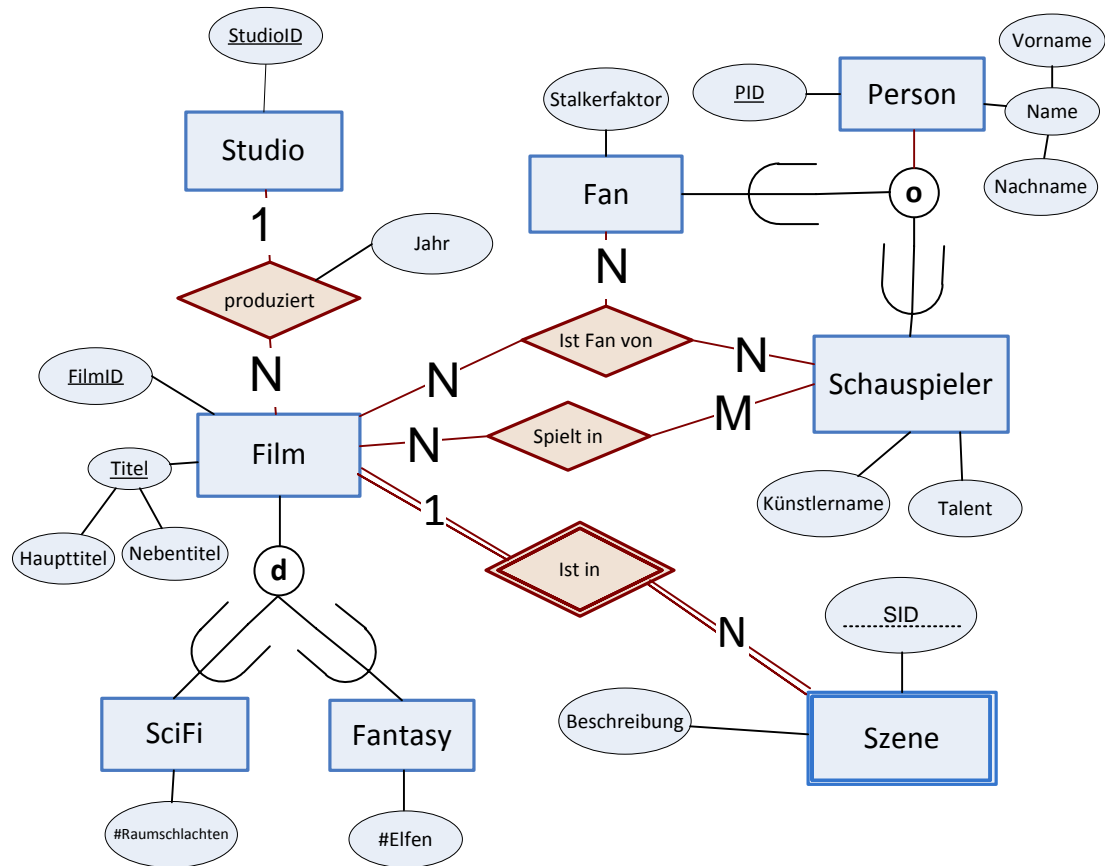 StudioID
Vorname
Person
PID
Stalkerfaktor
Name
Studio
Fan
Nachname
o
1
Jahr
N
produziert
Ist Fan von
N
N
N
FilmID
Schauspieler
M
Spielt in
N
Film
Titel
Künstlername
Talent
1
Haupttitel
Nebentitel
d
Ist in
SID
N
Beschreibung
Szene
SciFi
Fantasy
#Raumschlachten
#Elfen